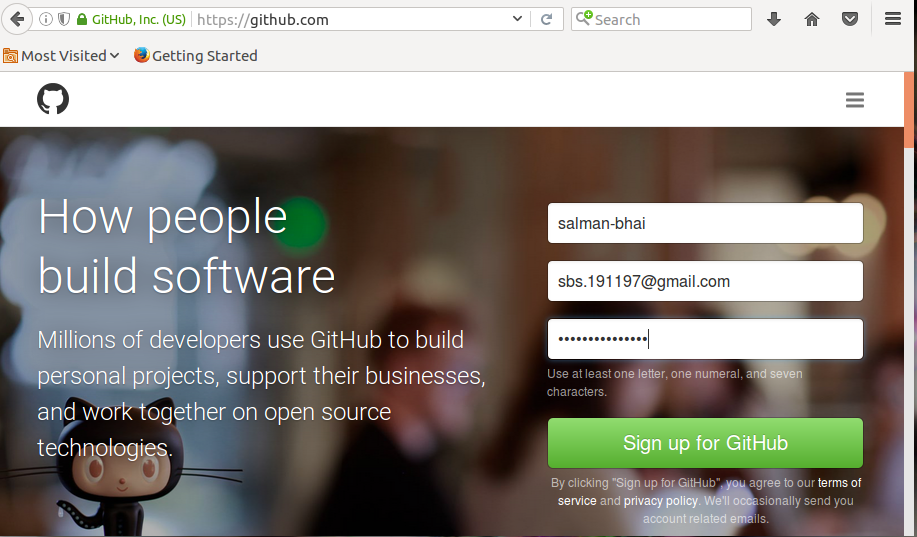 GitHub, Inc. (US) https://github.com Search
Most Visited Getting Started
How people
build software
Millions of developers use GitHub to build
personal projects, support their businesses,
and work together on open source
technologies.
salman-bhai
sbs.191197@gmail.com
•••••••••••••••
Use at least one letter, one numeral, and seven
characters.
Sign up for GitHub
By clicking "Sign up for GitHub", you agree to our terms of
service and privacy policy. We'll occasionally send you
account related emails.